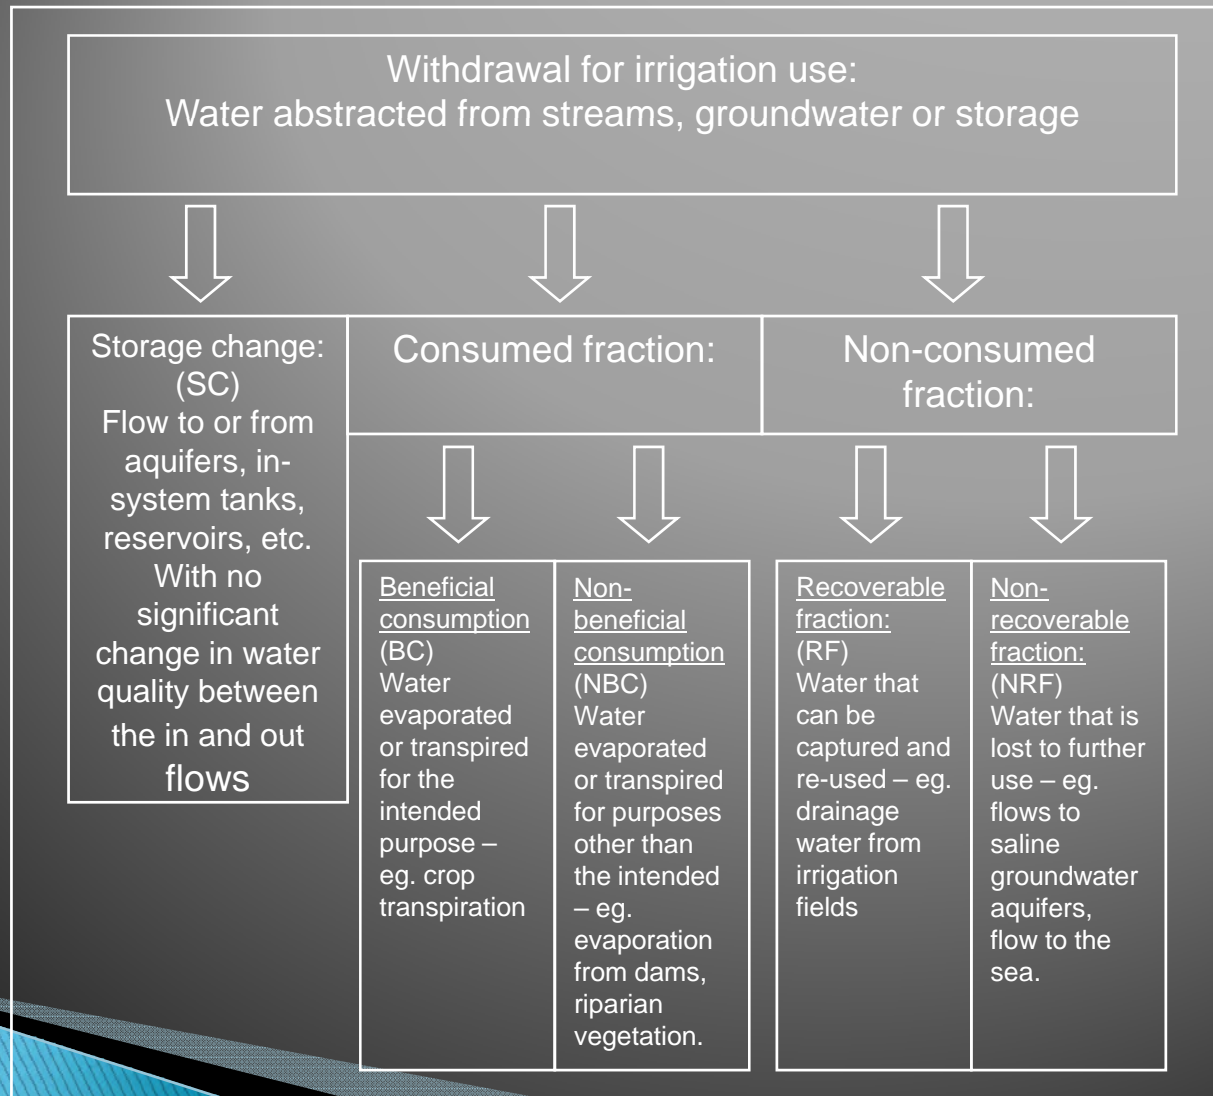 Withdrawal for irrigation use:
Water abstracted from streams, groundwater or storage
Storage change:
(SC)
Flow to or from
aquifers, in-
system tanks,
reservoirs, etc.
With no
significant
change in water
quality between
the in and out
flows
Consumed fraction:
Non-consumed
fraction:
Beneficial
consumption
(BC)
Water
evaporated
or transpired
for the
intended
purpose –
eg. crop
transpiration
Non-
beneficial
consumption
(NBC)
Water
evaporated
or transpired
for purposes
other than
the intended
– eg.
evaporation
from dams,
riparian
vegetation.
Recoverable
fraction:
(RF)
Water that
can be
captured and
re-used – eg.
drainage
water from
irrigation
fields
Non-
recoverable
fraction:
(NRF)
Water that is
lost to further
use – eg.
flows to
saline
groundwater
aquifers,
flow to the
sea.